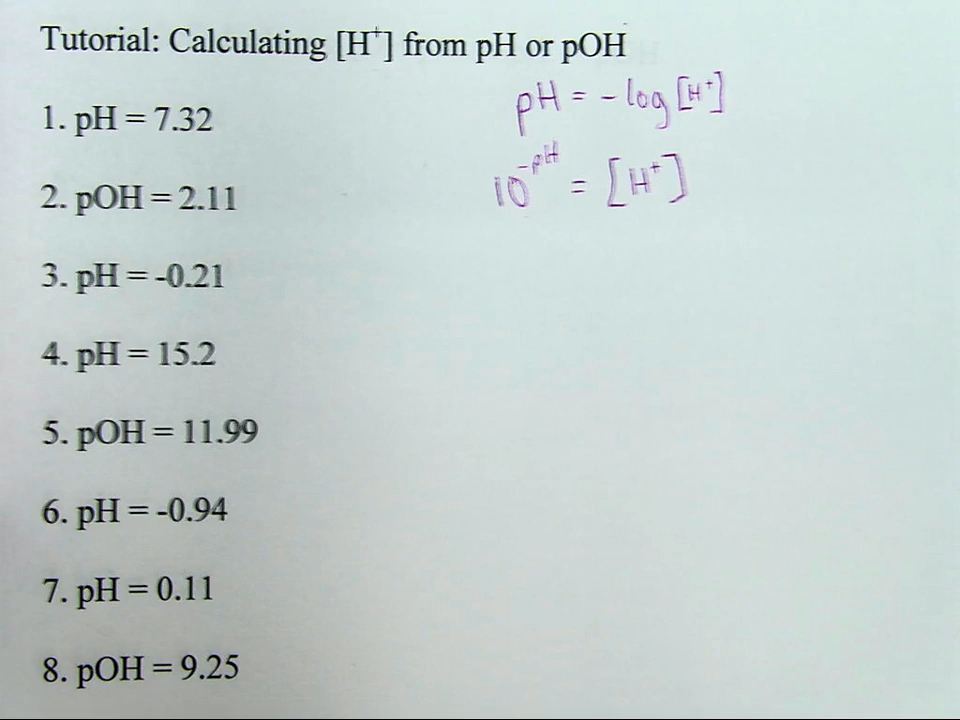 Tutorial: Calculating [H⁺] from pH or pOH
pH = -log [H⁺]
1. pH = 7.32
10^-pH = [H⁺]
2. pOH = 2.11
3. pH = -0.21
4. pH = 15.2
5. pOH = 11.99
6. pH = -0.94
7. pH = 0.11
8. pOH = 9.25